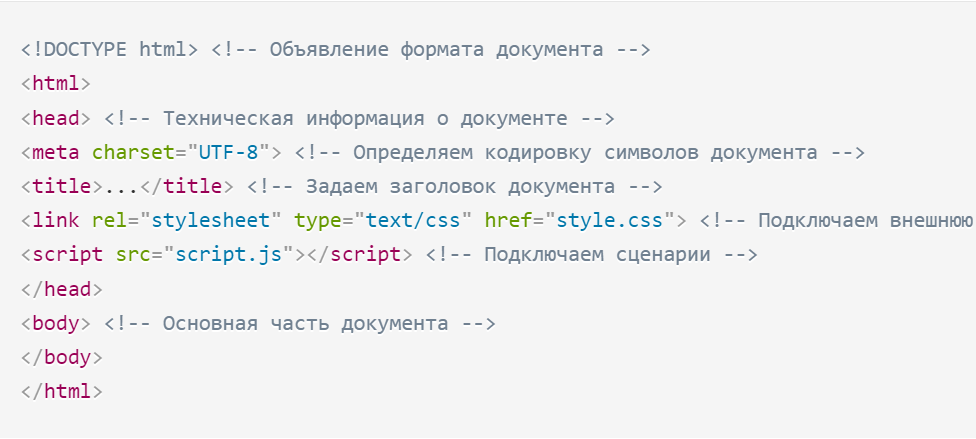 <!DOCTYPE html> <!-- Объявление формата документа -->
<html>
<head> <!-- Техническая информация о документе -->
<meta charset="UTF-8"> <!-- Определяем кодировку символов документа -->
<title>...</title> <!-- Задаем заголовок документа -->
<link rel="stylesheet" type="text/css" href="style.css"> <!-- Подключаем внешнюю
<script src="script.js"></script> <!-- Подключаем сценарии -->
</head>
<body> <!-- Основная часть документа -->
</body>
</html>